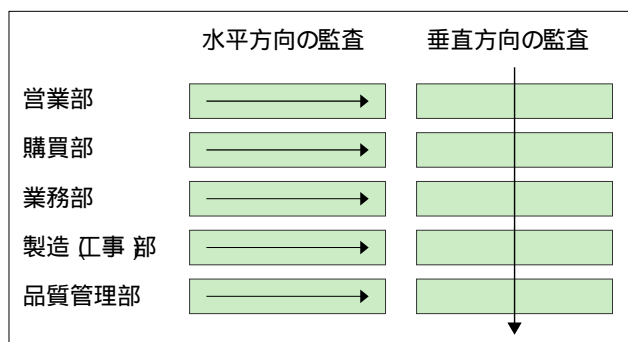 水平方向の監査 垂直方向の監査
営業部
購買部
業務部
製造(工事)部
品質管理部